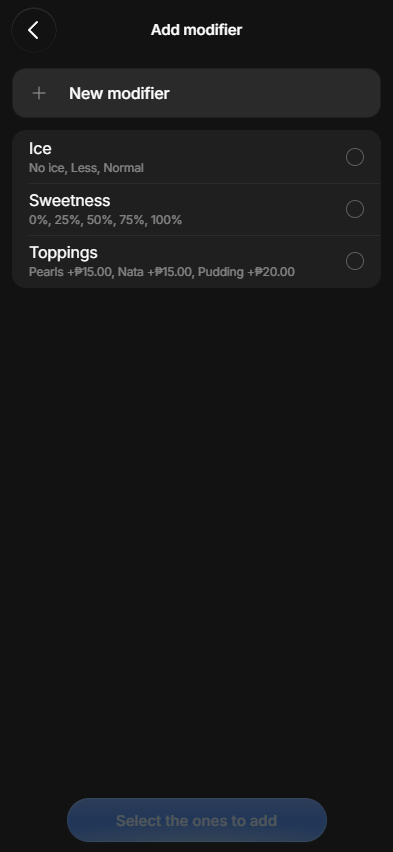 Add modifier
New modifier
Ice
No ice, Less, Normal
Sweetness
0%, 25%, 50%, 75%, 100%
Toppings
Pearls +₱15.00, Nata +₱15.00, Pudding +₱20.00
Select the ones to add